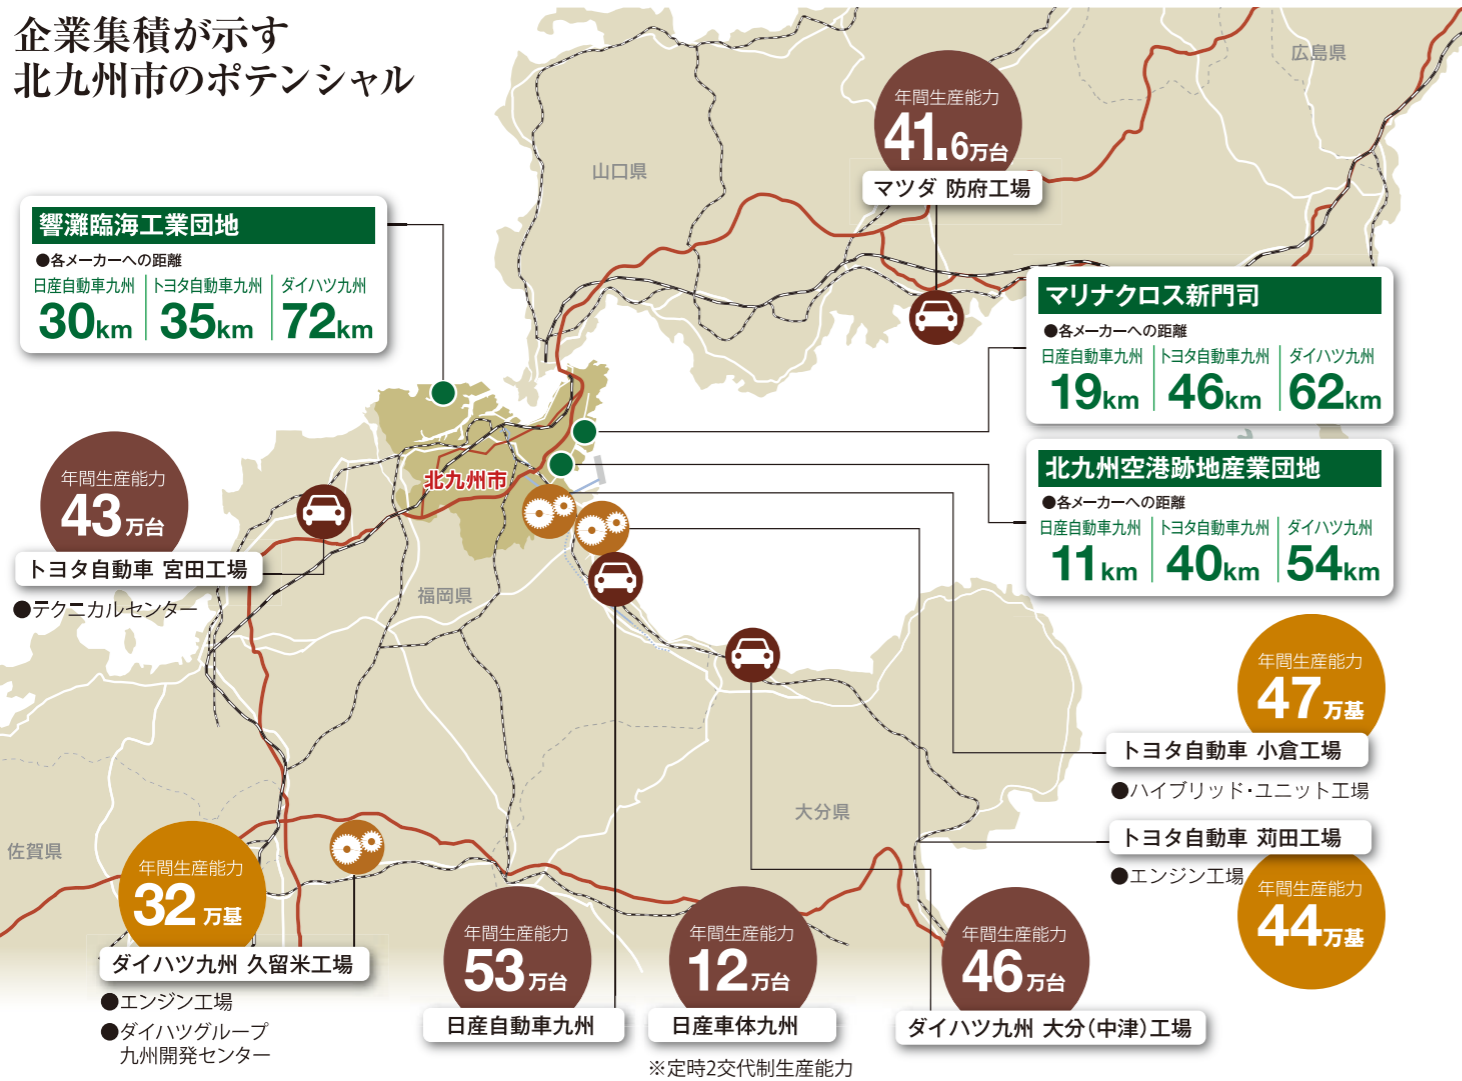 企業集積が示す
北九州市のポテンシャル
広島県
山口県
年間生産能力
41.6万台
マツダ 防府工場
響灘臨海工業団地
●各メーカーへの距離
日産自動車九州 トヨタ自動車九州 ダイハツ九州
30km 35km 72km
マリナクロス新門司
●各メーカーへの距離
日産自動車九州 トヨタ自動車九州 ダイハツ九州
19km 46km 62km
北九州空港跡地産業団地
●各メーカーへの距離
日産自動車九州 トヨタ自動車九州 ダイハツ九州
11km 40km 54km
北九州市
年間生産能力
43万台
トヨタ自動車 宮田工場
●テクニカルセンター
福岡県
大分県
佐賀県
年間生産能力
47万基
トヨタ自動車 小倉工場
●ハイブリッド・ユニット工場
トヨタ自動車 苅田工場
●エンジン工場
年間生産能力
44万基
年間生産能力
32万基
ダイハツ九州 久留米工場
●エンジン工場
●ダイハツグループ
九州開発センター
年間生産能力
53万台
日産自動車九州
年間生産能力
12万台
日産車体九州
※定時2交代制生産能力
年間生産能力
46万台
ダイハツ九州 大分(中津)工場